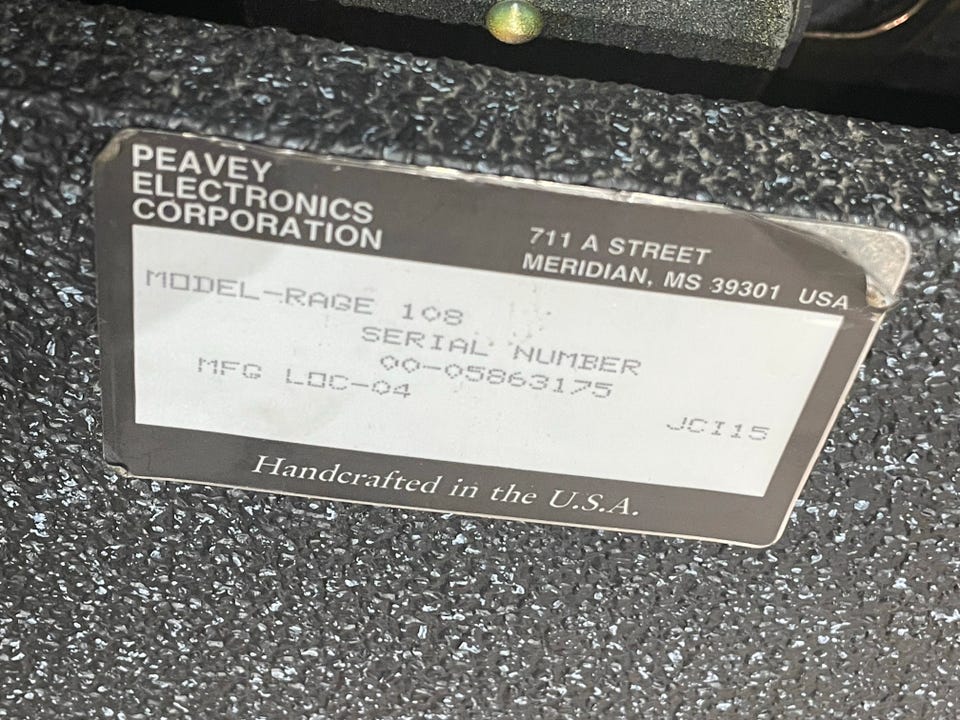 PEAVEY
ELECTRONICS
CORPORATION
711 A STREET
MERIDIAN, MS 39301 USA
MODEL-RAGE 108
SERIAL NUMBER
00-05863175
MFG LOC-04
JCI15
Handcrafted in the U.S.A.